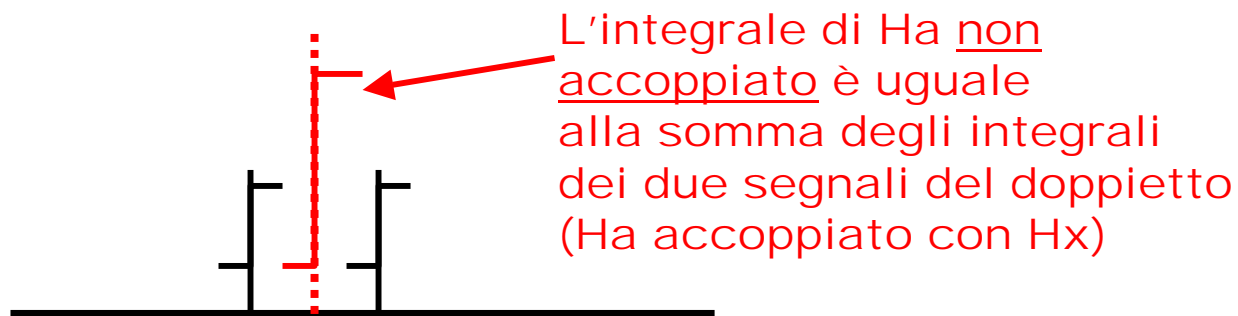 L'integrale di Ha non
accoppiato è uguale
alla somma degli integrali
dei due segnali del doppietto
(Ha accoppiato con Hx)